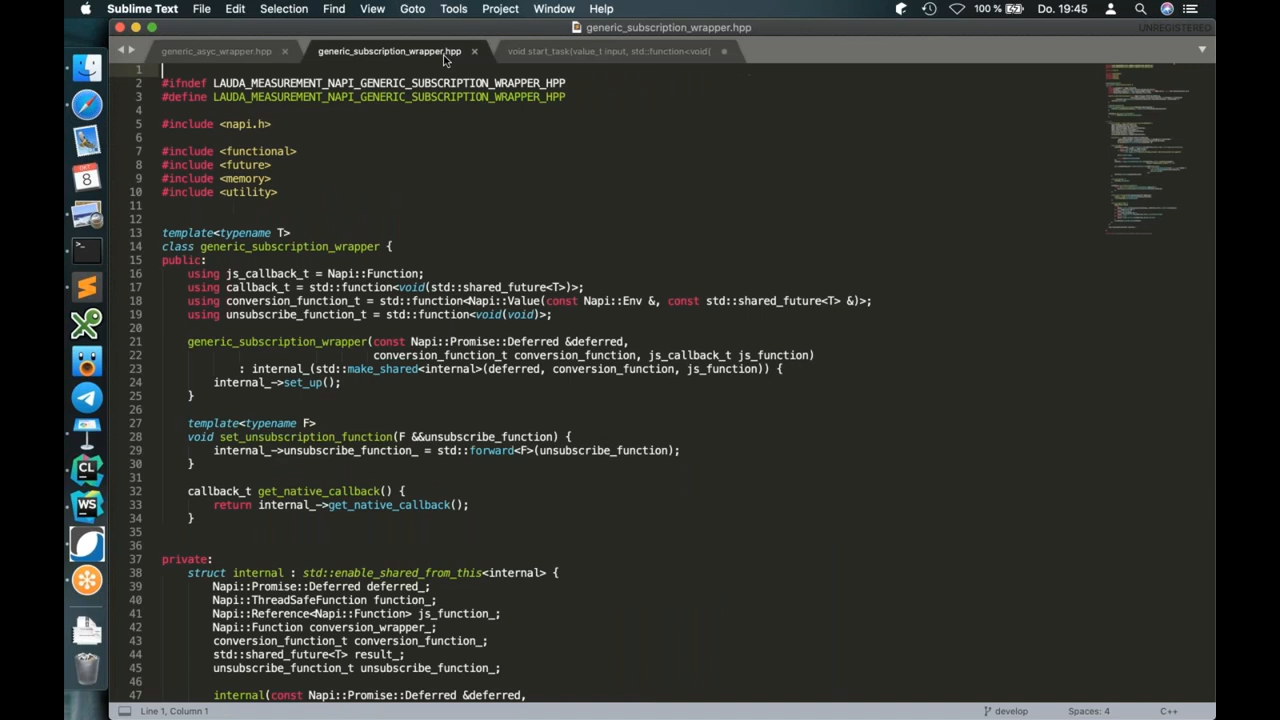 Sublime Text File Edit Selection Find View Goto Tools Project Window Help 100 % Do. 19:45
generic_subscription_wrapper.hpp UNREGISTERED
generic_asyc_wrapper.hpp generic_subscription_wrapper.hpp void start_task(value_t input, std::function<void(
1
2 #ifndef LAUDA_MEASUREMENT_NAPI_GENERIC_SUBSCRIPTION_WRAPPER_HPP
3 #define LAUDA_MEASUREMENT_NAPI_GENERIC_SUBSCRIPTION_WRAPPER_HPP
4
5 #include <napi.h>
6
7 #include <functional>
8 #include <future>
9 #include <memory>
10 #include <utility>
11
12
13 template<typename T>
14 class generic_subscription_wrapper {
15 public:
16 using js_callback_t = Napi::Function;
17 using callback_t = std::function<void(std::shared_future<T>)>;
18 using conversion_function_t = std::function<Napi::Value(const Napi::Env &, const std::shared_future<T> &)>;
19 using unsubscribe_function_t = std::function<void(void)>;
20
21 generic_subscription_wrapper(const Napi::Promise::Deferred &deferred,
22 conversion_function_t conversion_function, js_callback_t js_function)
23 : internal_(std::make_shared<internal>(deferred, conversion_function, js_function)) {
24 internal_->set_up();
25 }
26
27 template<typename F>
28 void set_unsubscription_function(F &&unsubscribe_function) {
29 internal_->unsubscribe_function_ = std::forward<F>(unsubscribe_function);
30 }
31
32 callback_t get_native_callback() {
33 return internal_->get_native_callback();
34 }
35
36
37 private:
38 struct internal : std::enable_shared_from_this<internal> {
39 Napi::Promise::Deferred deferred_;
40 Napi::ThreadSafeFunction function_;
41 Napi::Reference<Napi::Function> js_function_;
42 Napi::Function conversion_wrapper_;
43 conversion_function_t conversion_function_;
44 std::shared_future<T> result_;
45 unsubscribe_function_t unsubscribe_function_;
46
47 internal(const Napi::Promise::Deferred &deferred,
Line 1, Column 1 develop Spaces: 4 C++
8
CL
WS